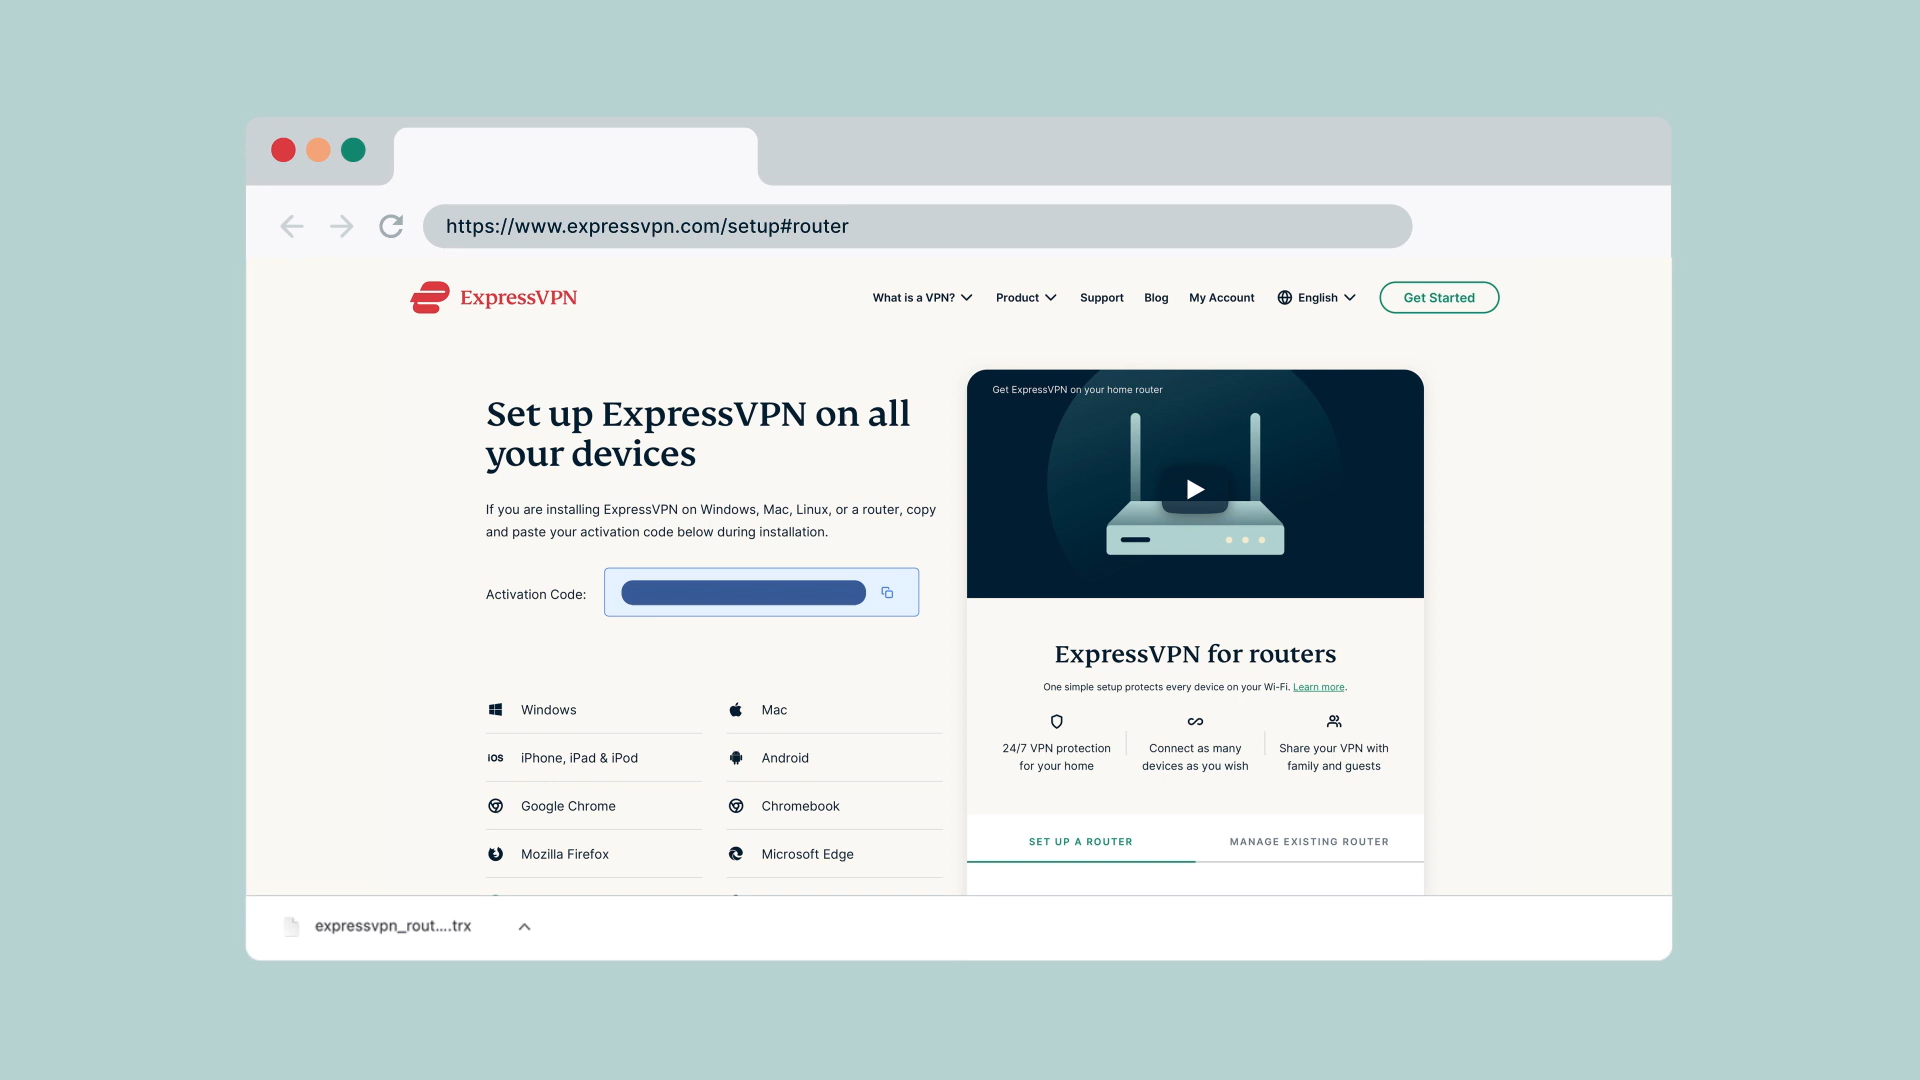 https://www.expressvpn.com/setup#router
ExpressVPN
What is a VPN?
Product
Support
Blog
My Account
English
Get Started
Set up ExpressVPN on all
your devices
If you are installing ExpressVPN on Windows, Mac, Linux, or a router, copy
and paste your activation code below during installation.
Activation Code:
Windows
Mac
iOS
iPhone, iPad & iPod
Android
Google Chrome
Chromebook
Mozilla Firefox
Microsoft Edge
Get ExpressVPN on your home router
ExpressVPN for routers
One simple setup protects every device on your Wi-Fi. Learn more.
24/7 VPN protection
for your home
Connect as many
devices as you wish
Share your VPN with
family and guests
SET UP A ROUTER
MANAGE EXISTING ROUTER
expressvpn_rout....trx